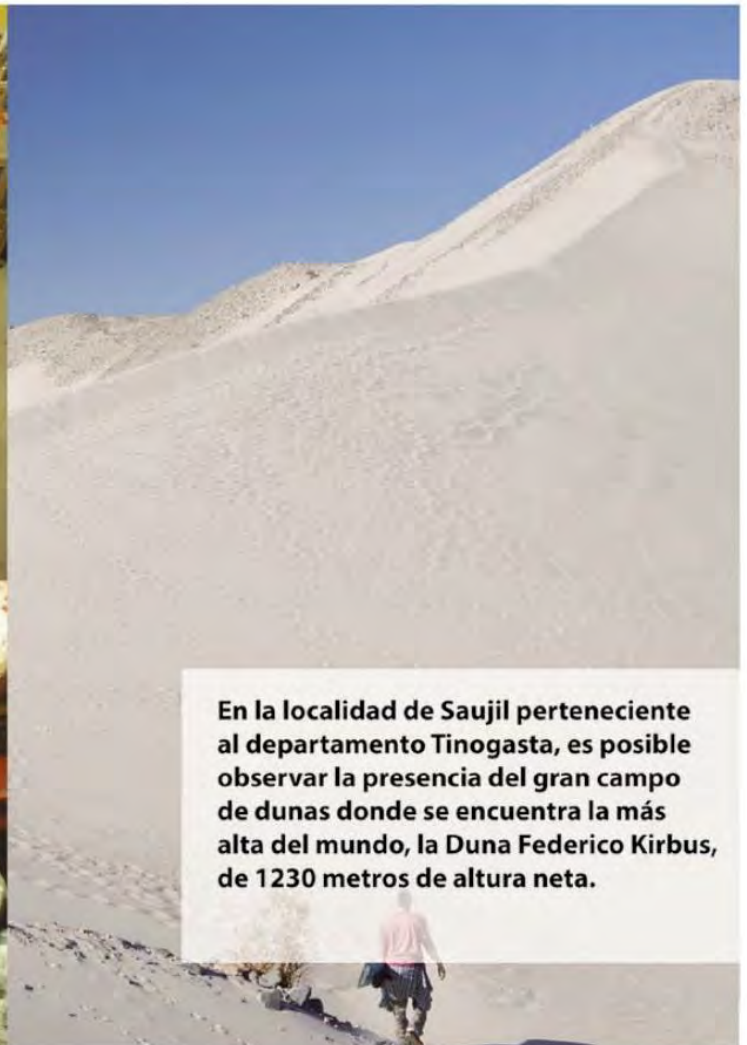 En la localidad de Saujil perteneciente
al departamento Tinogasta, es posible
observar la presencia del gran campo
de dunas donde se encuentra la más
alta del mundo, la Duna Federico Kirbus,
de 1230 metros de altura neta.